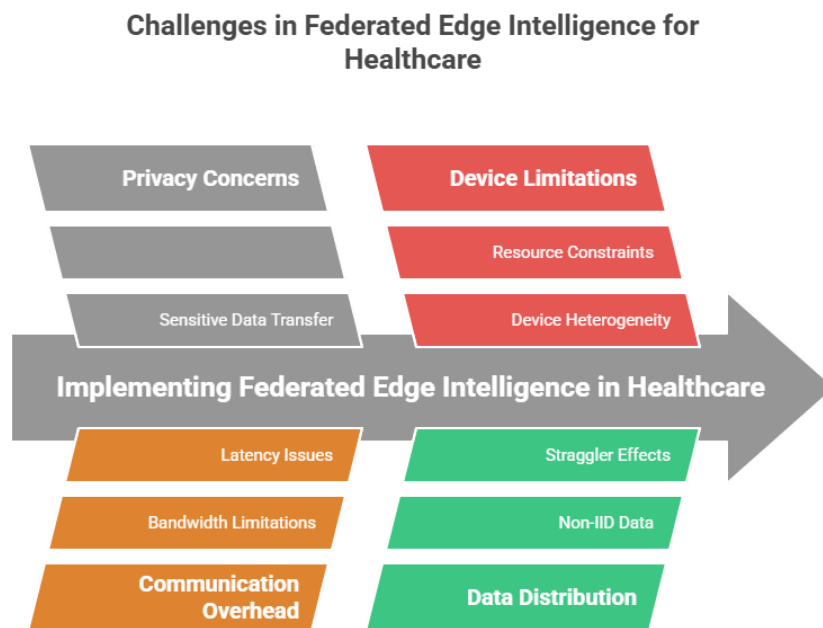 Challenges in Federated Edge Intelligence for
Healthcare
Privacy Concerns
Device Limitations
Resource Constraints
Sensitive Data Transfer
Device Heterogeneity
Implementing Federated Edge Intelligence in Healthcare
Latency Issues
Straggler Effects
Bandwidth Limitations
Non-IID Data
Communication
Overhead
Data Distribution